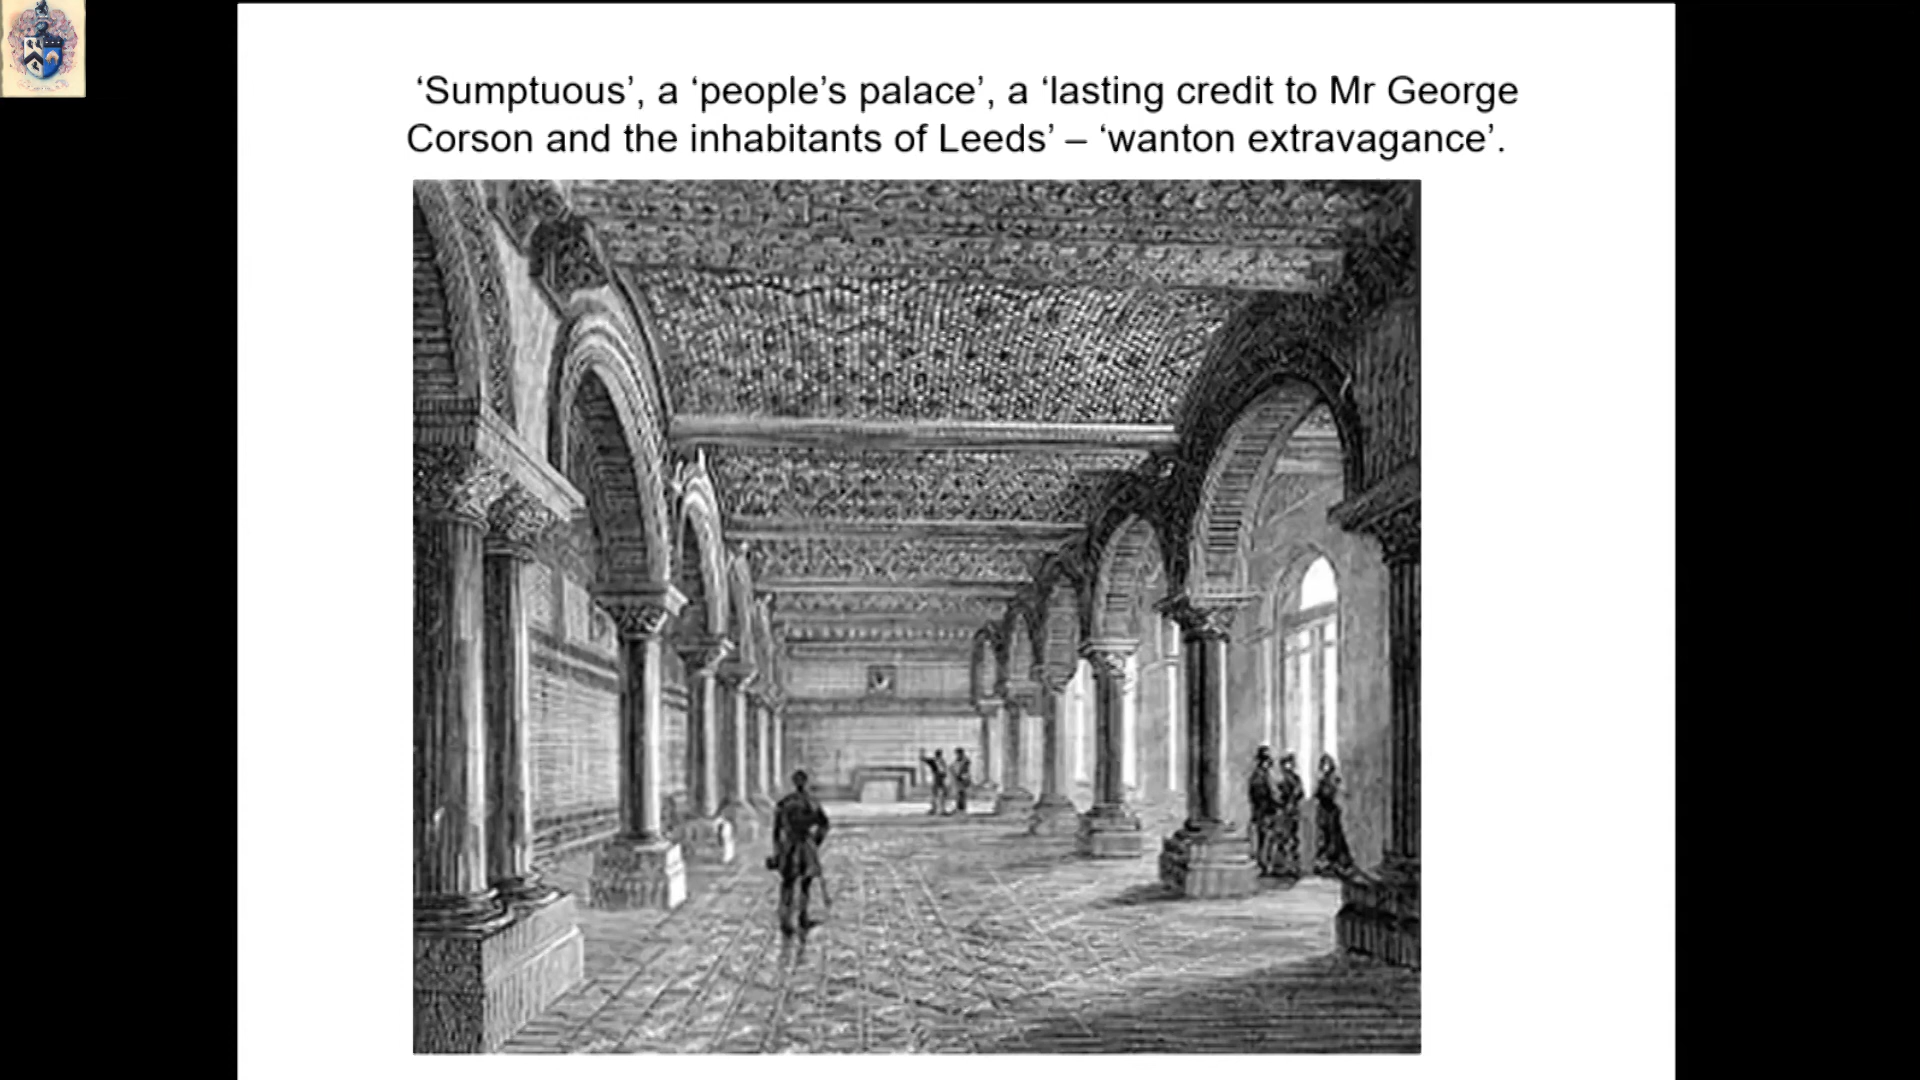 ‘Sumptuous’, a ‘people’s palace’, a ‘lasting credit to Mr George
Corson and the inhabitants of Leeds’ – ‘wanton extravagance’.